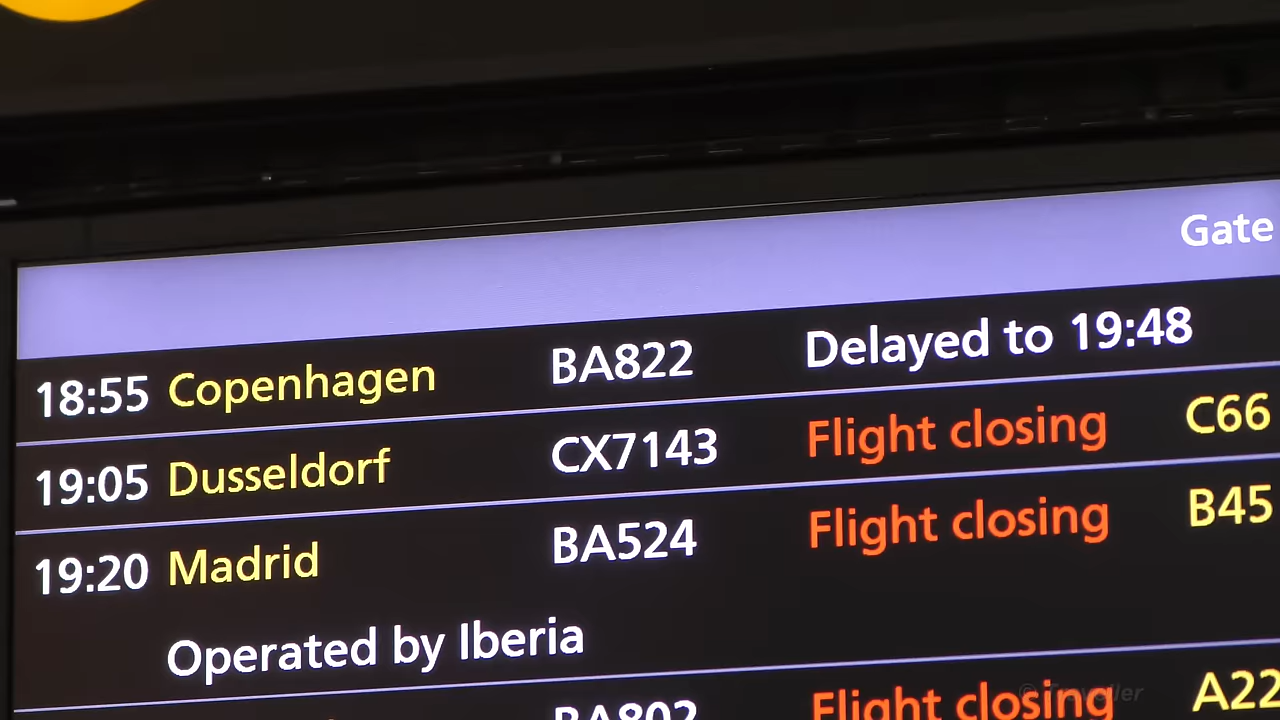 Gate
18:55 Copenhagen BA822 Delayed to 19:48
19:05 Dusseldorf CX7143 Flight closing C66
19:20 Madrid BA524 Flight closing B45
Operated by Iberia
BA802 Flight closing A22